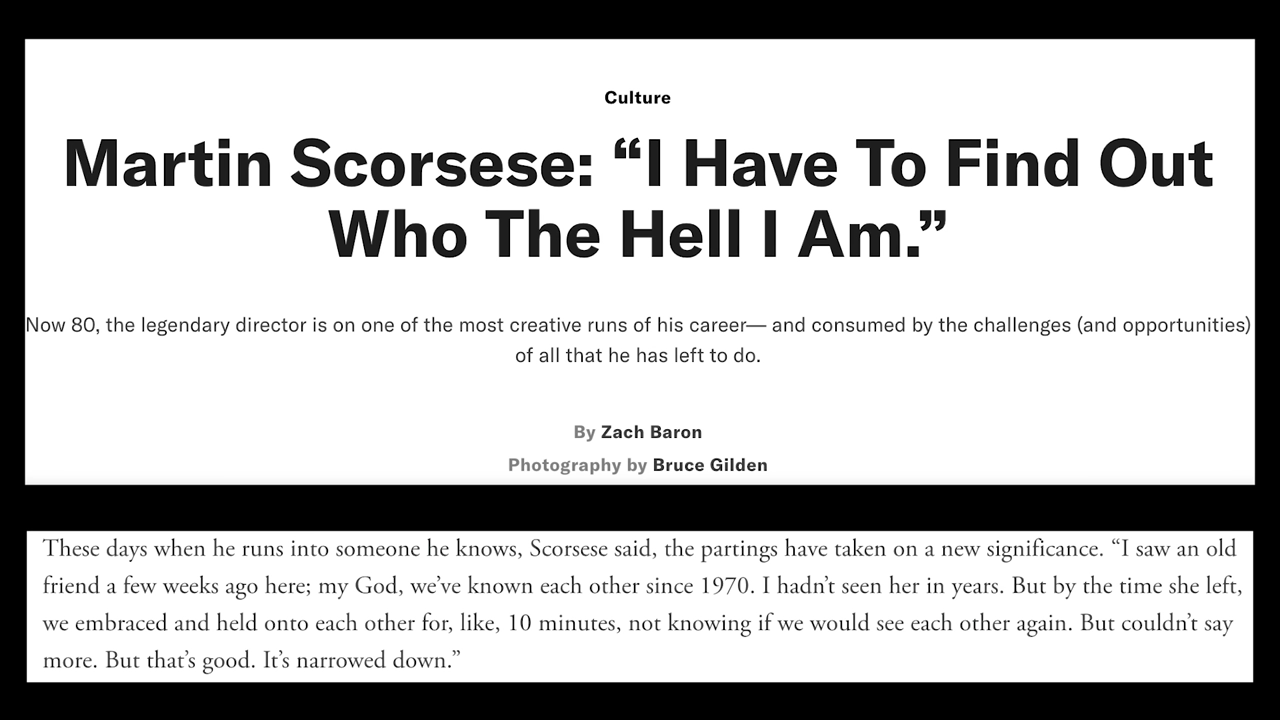 Culture
Martin Scorsese: “I Have To Find Out
Who The Hell I Am.”
Now 80, the legendary director is on one of the most creative runs of his career— and consumed by the challenges (and opportunities)
of all that he has left to do.
By Zach Baron
Photography by Bruce Gilden
These days when he runs into someone he knows, Scorsese said, the partings have taken on a new significance. “I saw an old
friend a few weeks ago here; my God, we’ve known each other since 1970. I hadn’t seen her in years. But by the time she left,
we embraced and held onto each other for, like, 10 minutes, not knowing if we would see each other again. But couldn’t say
more. But that’s good. It’s narrowed down.”